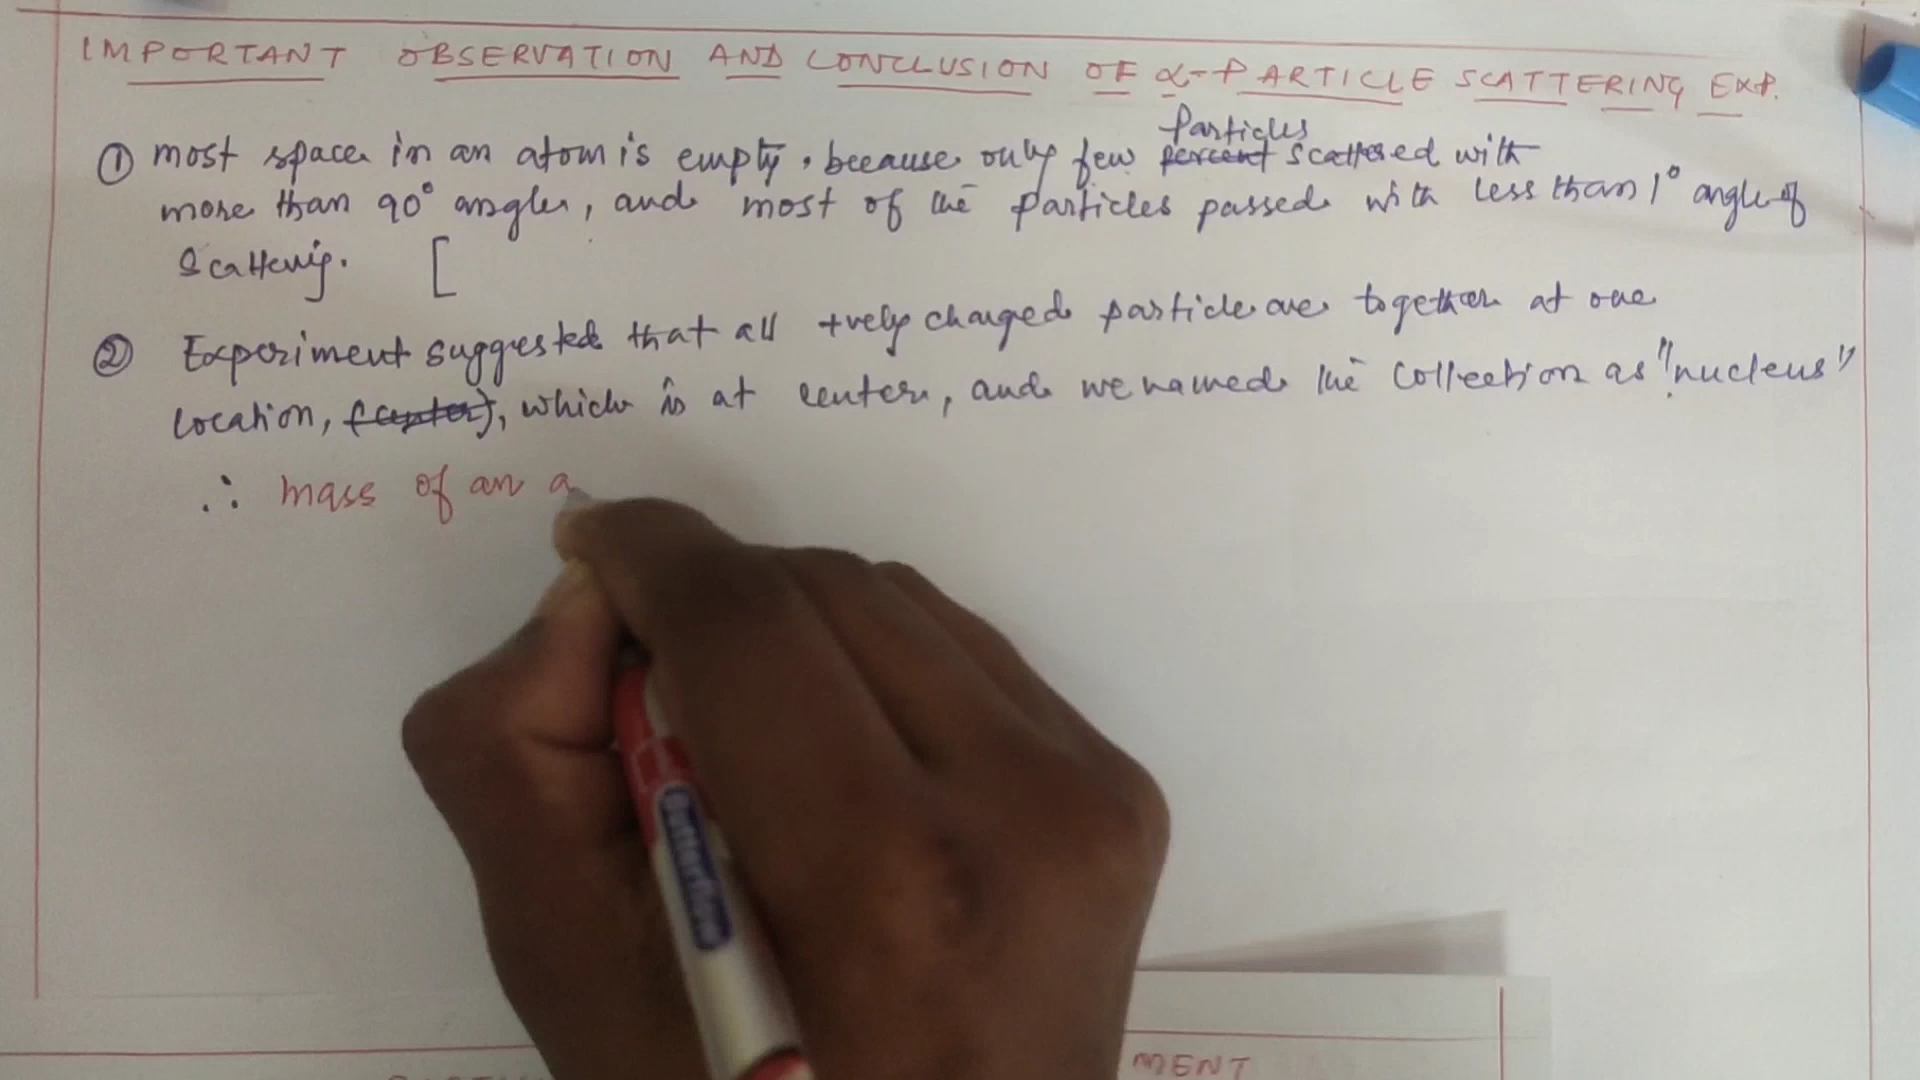 IMPORTANT OBSERVATION AND CONCLUSION OF α-PARTICLE SCATTERING EXP.
Particles
① most space in an atom is empty, because only few percent scattered with
more than 90° angle, and most of the particles passed with less than 1° angle of
Scattering. [
② Experiment suggested that all +vely charged particle are together at one
location, (center), which is at center, and we named the collection as "nucleus"
∴ mass of an a
Butterflow
MENT